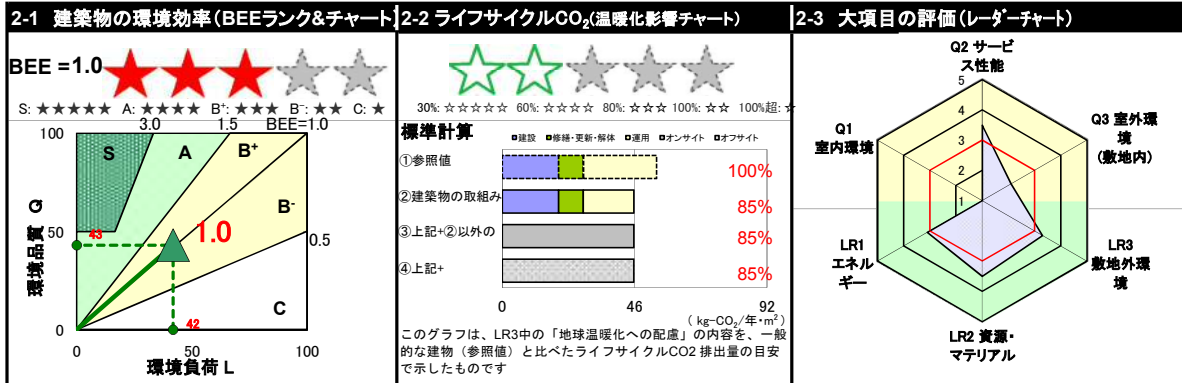 2-1 建築物の環境効率(BEEランク&チャート)
BEE =1.0
S: ★★★★★ A: ★★★★ B⁺: ★★★ B⁻: ★★ C: ★
3.0 1.5 BEE=1.0
100
S
A
B⁺
B⁻
50
43
1.0
0.5
C
0
42
0 50 100
環境品質 Q
環境負荷 L
2-2 ライフサイクルCO₂(温暖化影響チャート)
30%: ☆☆☆☆☆ 60%: ☆☆☆☆ 80%: ☆☆☆ 100%: ☆☆ 100%超: ☆
標準計算
建設 修繕・更新・解体 運用 オンサイト オフサイト
①参照値 100%
②建築物の取組み 85%
③上記+②以外の 85%
④上記+ 85%
0 46 92
( kg-CO₂/年・m²)
このグラフは、LR3中の「地球温暖化への配慮」の内容を、一般
的な建物(参照値)と比べたライフサイクルCO2 排出量の目安
で示したものです
2-3 大項目の評価(レーダーチャート)
Q2 サービ
ス性能
5
4
3
2
1
Q1
室内環境
Q3 室外環
境
(敷地内)
LR1
エネル
ギー
LR3
敷地外環
境
LR2 資源・
マテリアル